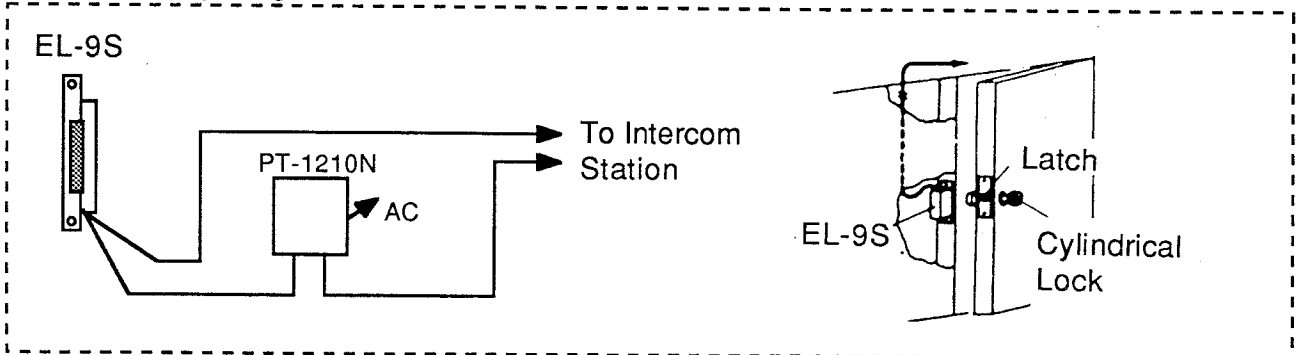 EL-9S
PT-1210N
AC
To Intercom
Station
Latch
EL-9S
Cylindrical
Lock